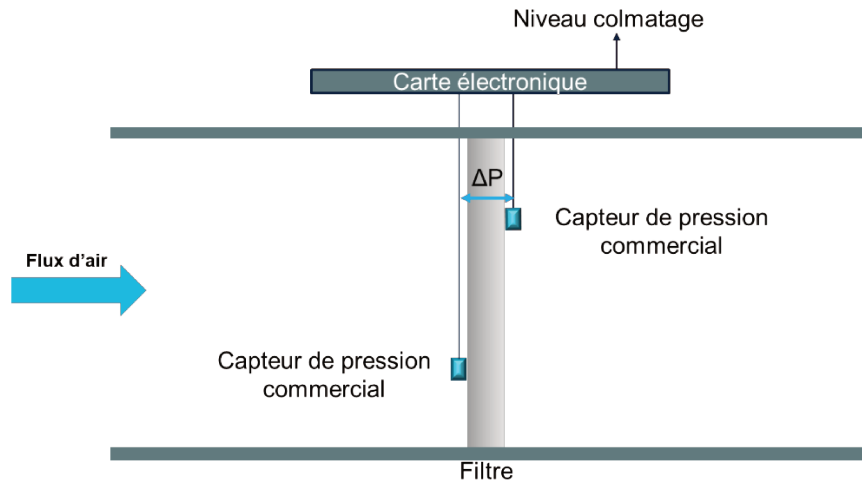 Niveau colmatage
Carte électronique
ΔP
Capteur de pression
commercial
Flux d'air
Capteur de pression
commercial
Filtre